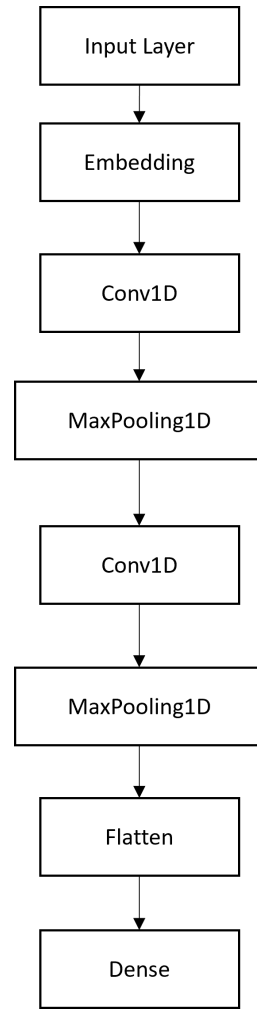 Input Layer
Embedding
Conv1D
MaxPooling1D
Conv1D
MaxPooling1D
Flatten
Dense